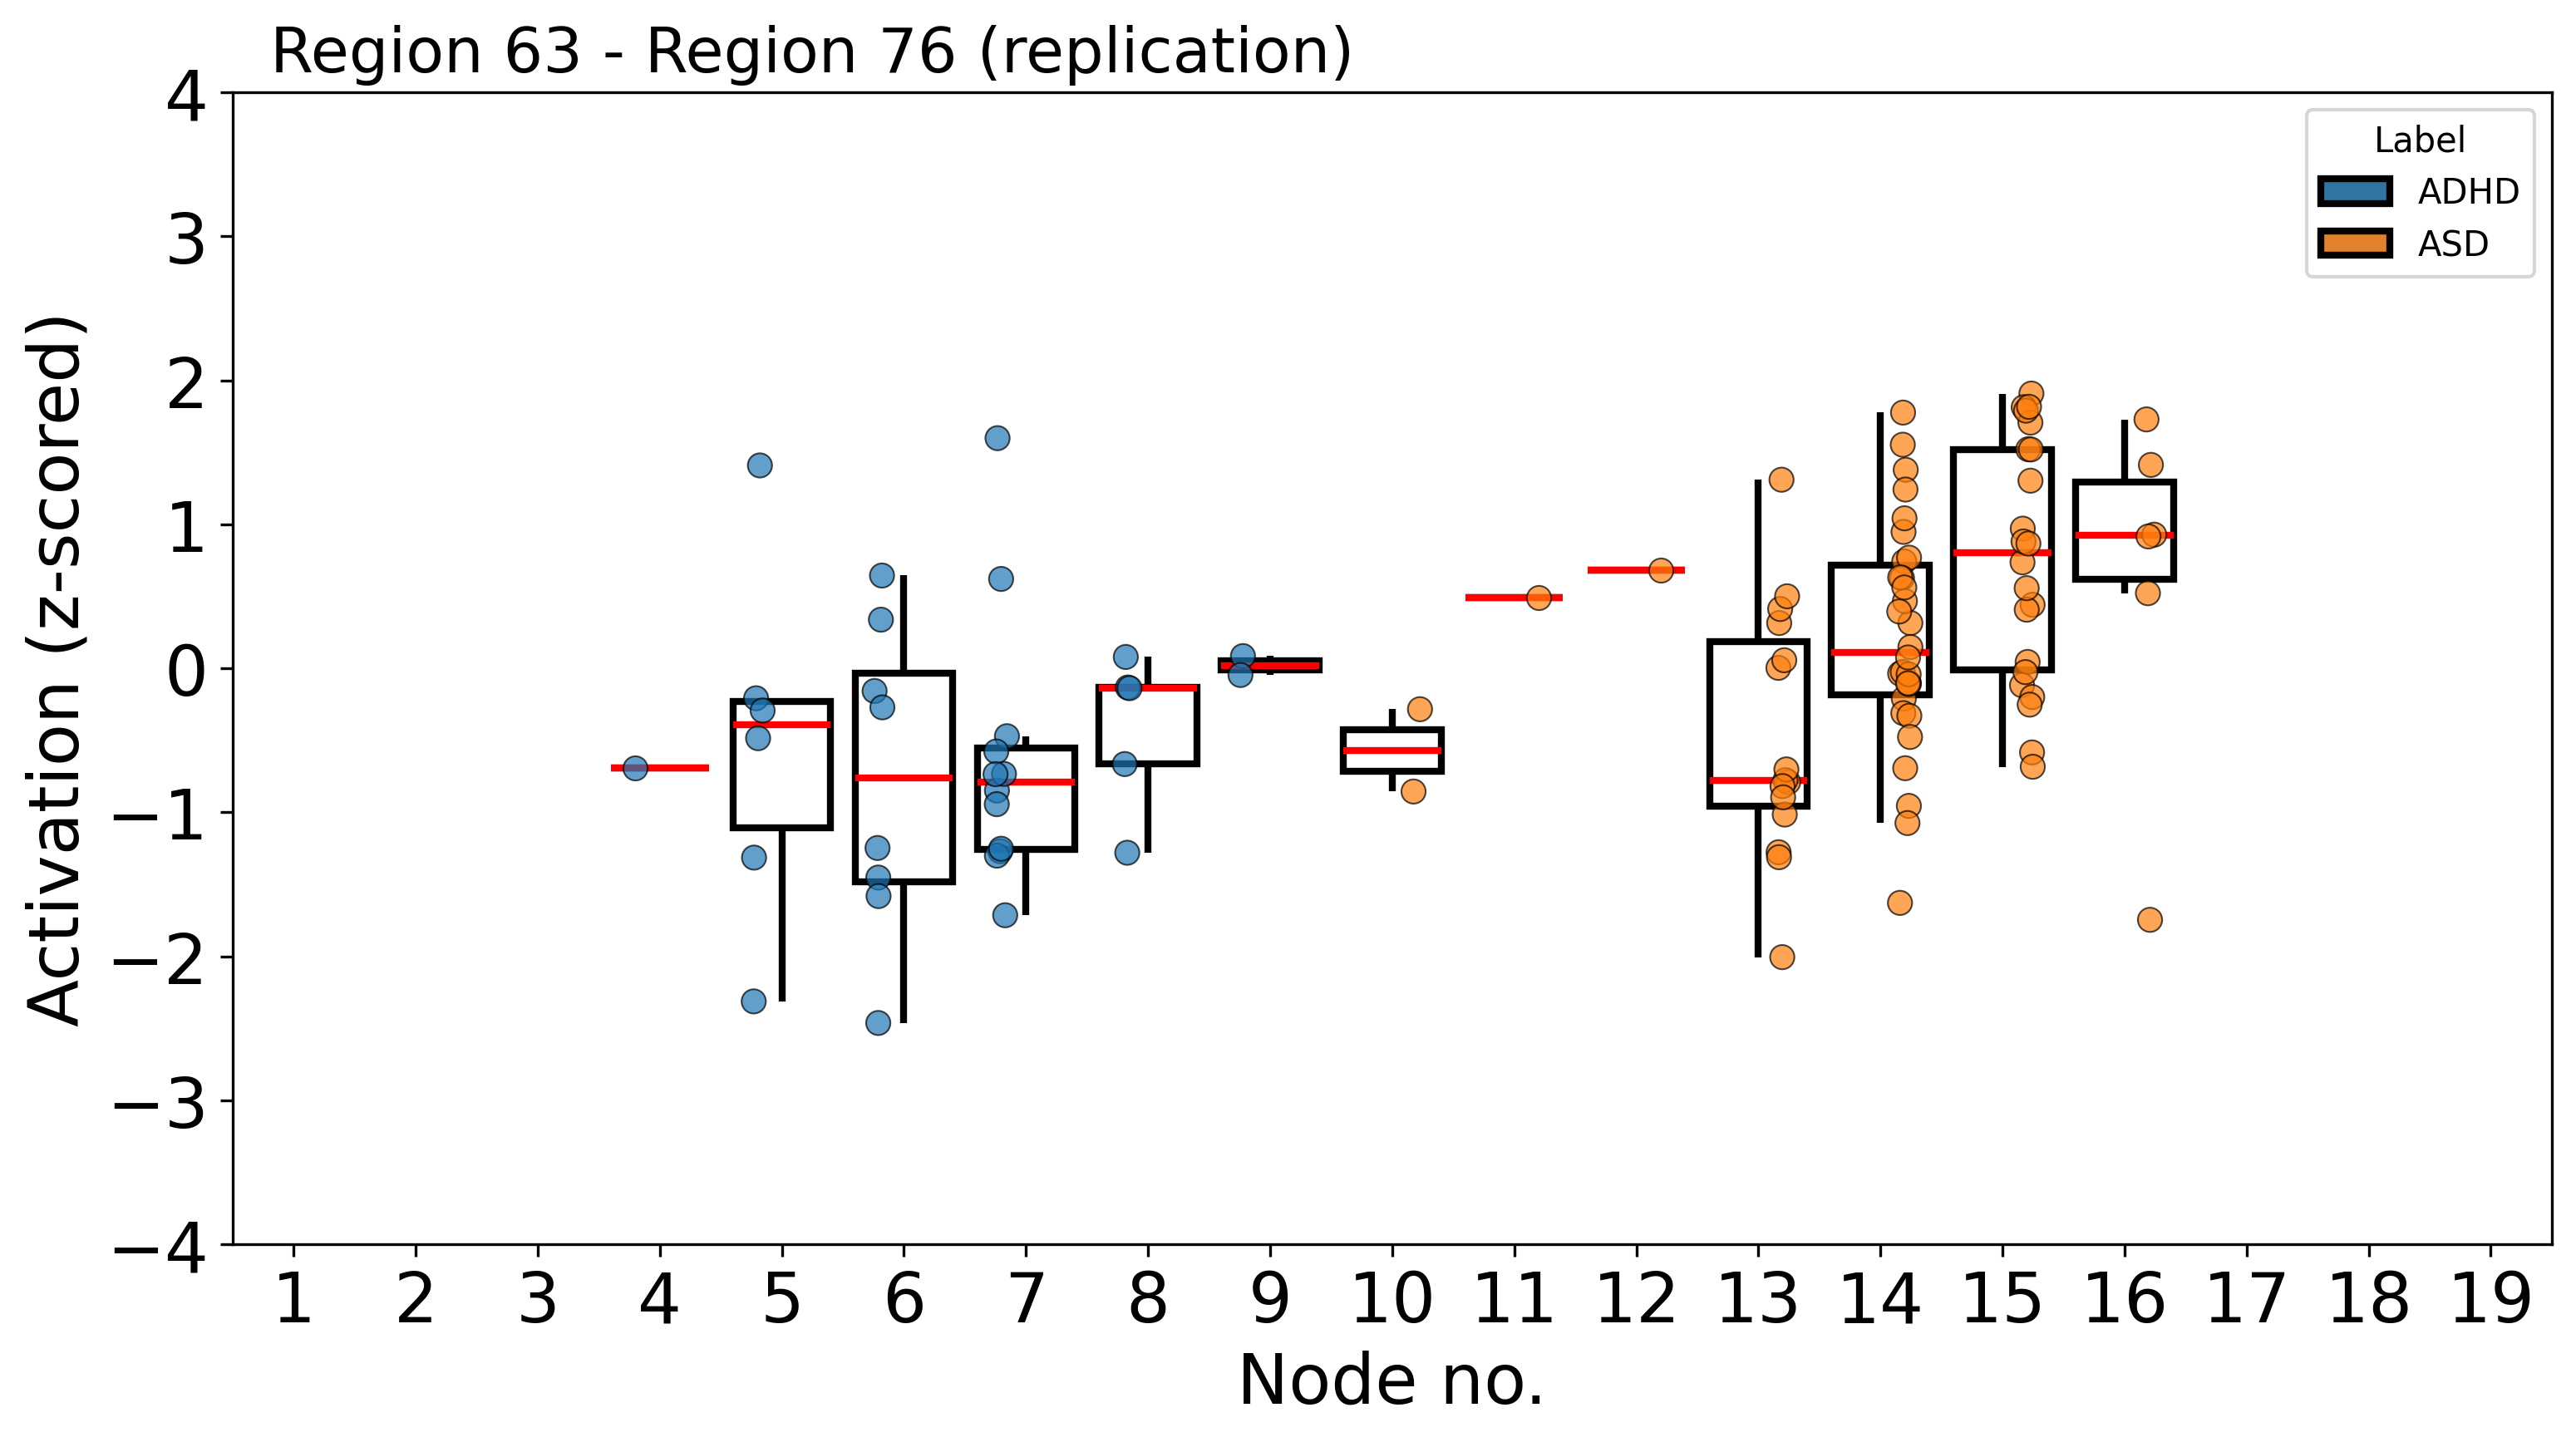 Region 63 - Region 76 (replication)
4
3
2
1
0
−1
−2
−3
−4
Activation (z-scored)
Label
ADHD
ASD
1 2 3 4 5 6 7 8 9 10 11 12 13 14 15 16 17 18 19
Node no.